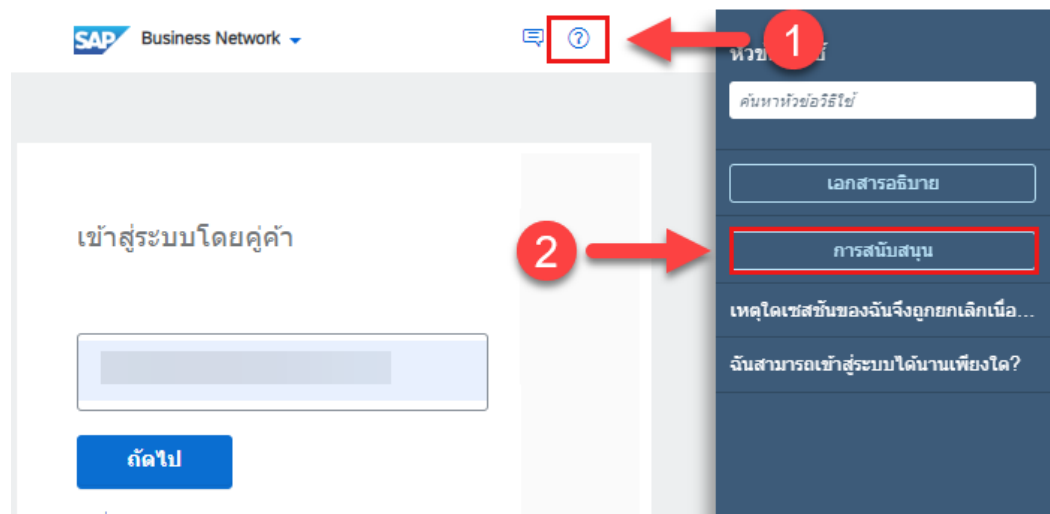 SAP Business Network
1
ค้นหาหัวข้อวิธีใช้
เอกสารอธิบาย
เข้าสู่ระบบโดยคู่ค้า
2
การสนับสนุน
เหตุใดเซสชันของฉันจึงถูกยกเลิกเนื่อ...
ฉันสามารถเข้าสู่ระบบได้นานเพียงใด?
ถัดไป